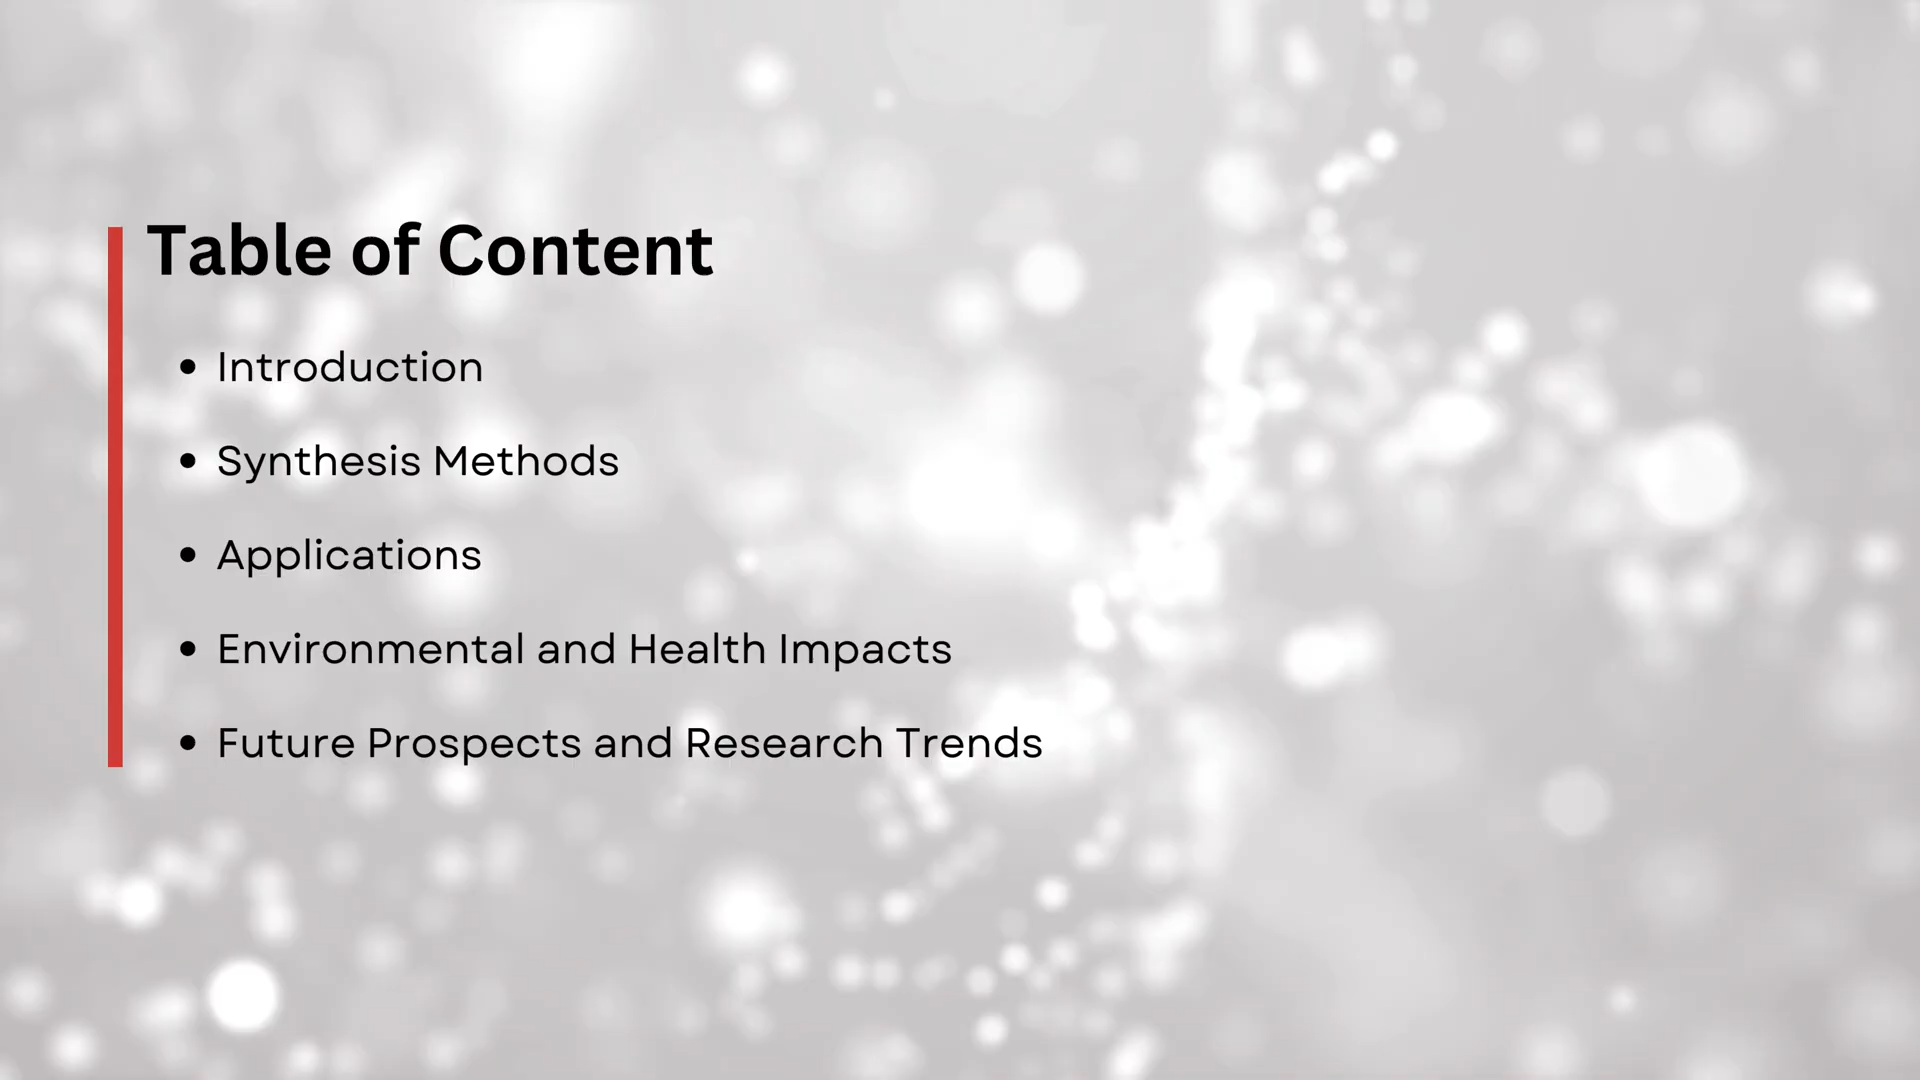 Table of Content
• Introduction
• Synthesis Methods
• Applications
• Environmental and Health Impacts
• Future Prospects and Research Trends